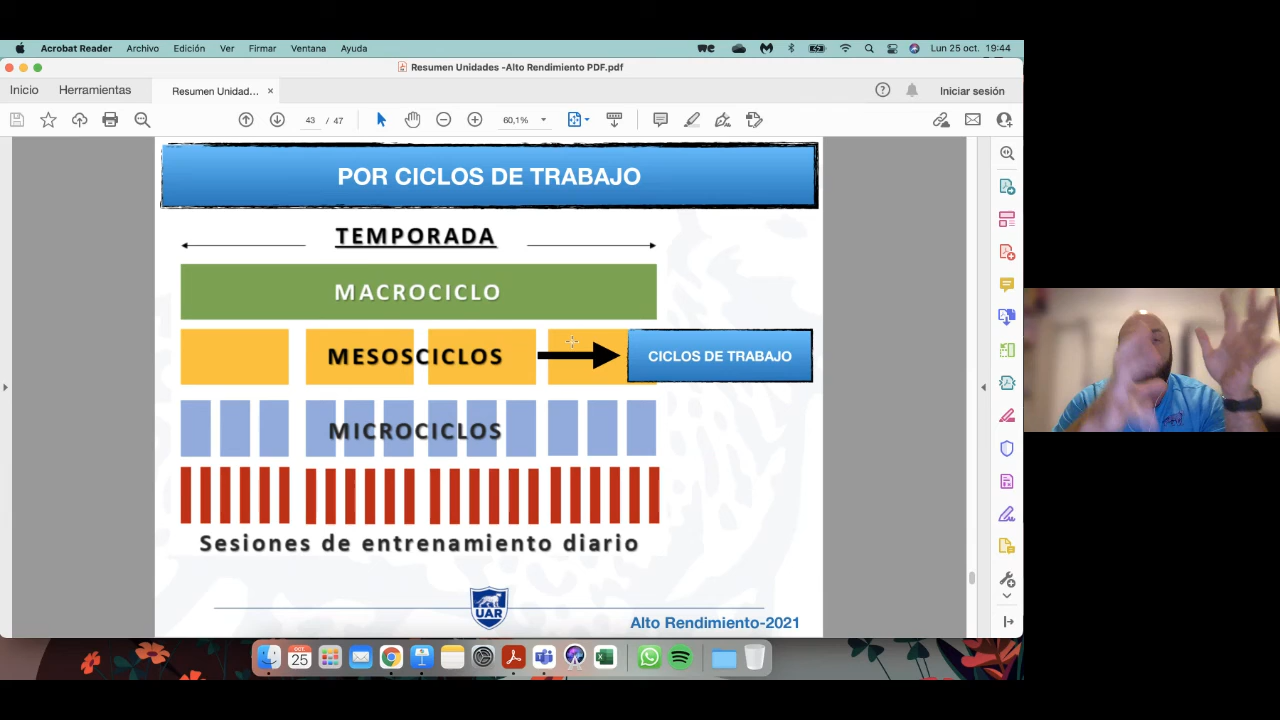 Acrobat Reader Archivo Edición Ver Firmar Ventana Ayuda Lun 25 oct. 19:44
Resumen Unidades -Alto Rendimiento PDF.pdf
Inicio Herramientas Resumen Unidad... × Iniciar sesión
43 / 47 60,1%
POR CICLOS DE TRABAJO
TEMPORADA
MACROCICLO
MESOSCICLOS
CICLOS DE TRABAJO
MICROCICLOS
Sesiones de entrenamiento diario
UAR
Alto Rendimiento-2021
OCT
25